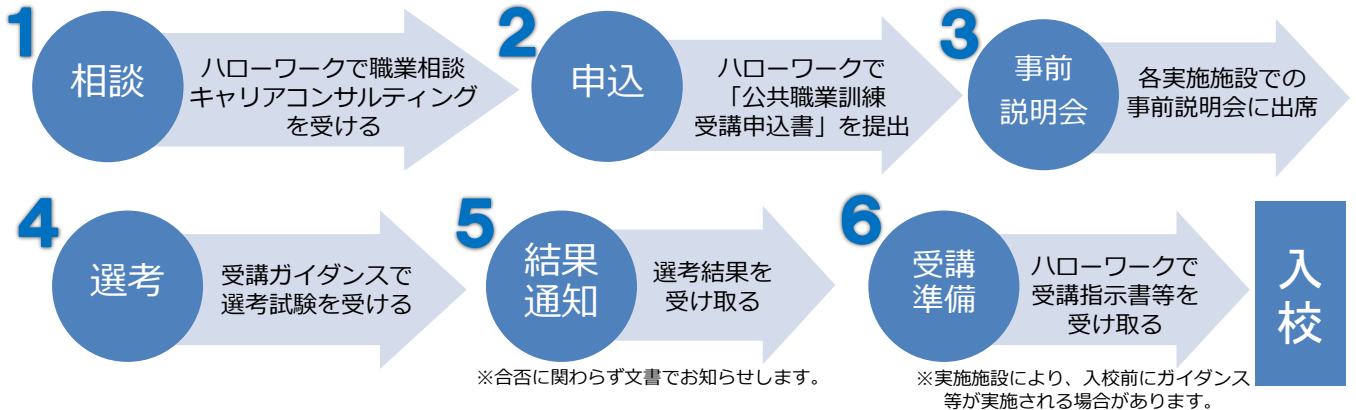 1
相談
ハローワークで職業相談
キャリアコンサルティング
を受ける
2
申込
ハローワークで
「公共職業訓練
受講申込書」を提出
3
事前
説明会
各実施施設での
事前説明会に出席
4
選考
受講ガイダンスで
選考試験を受ける
5
結果
通知
選考結果を
受け取る
※合否に関わらず文書でお知らせします。
6
受講
準備
ハローワークで
受講指示書等を
受け取る
※実施施設により、入校前にガイダンス
等が実施される場合があります。
入
校